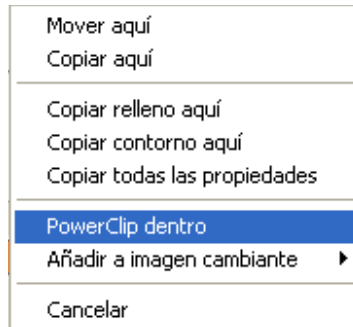 Mover aquí
Copiar aquí
Copiar relleno aquí
Copiar contorno aquí
Copiar todas las propiedades
PowerClip dentro
Añadir a imagen cambiante
Cancelar